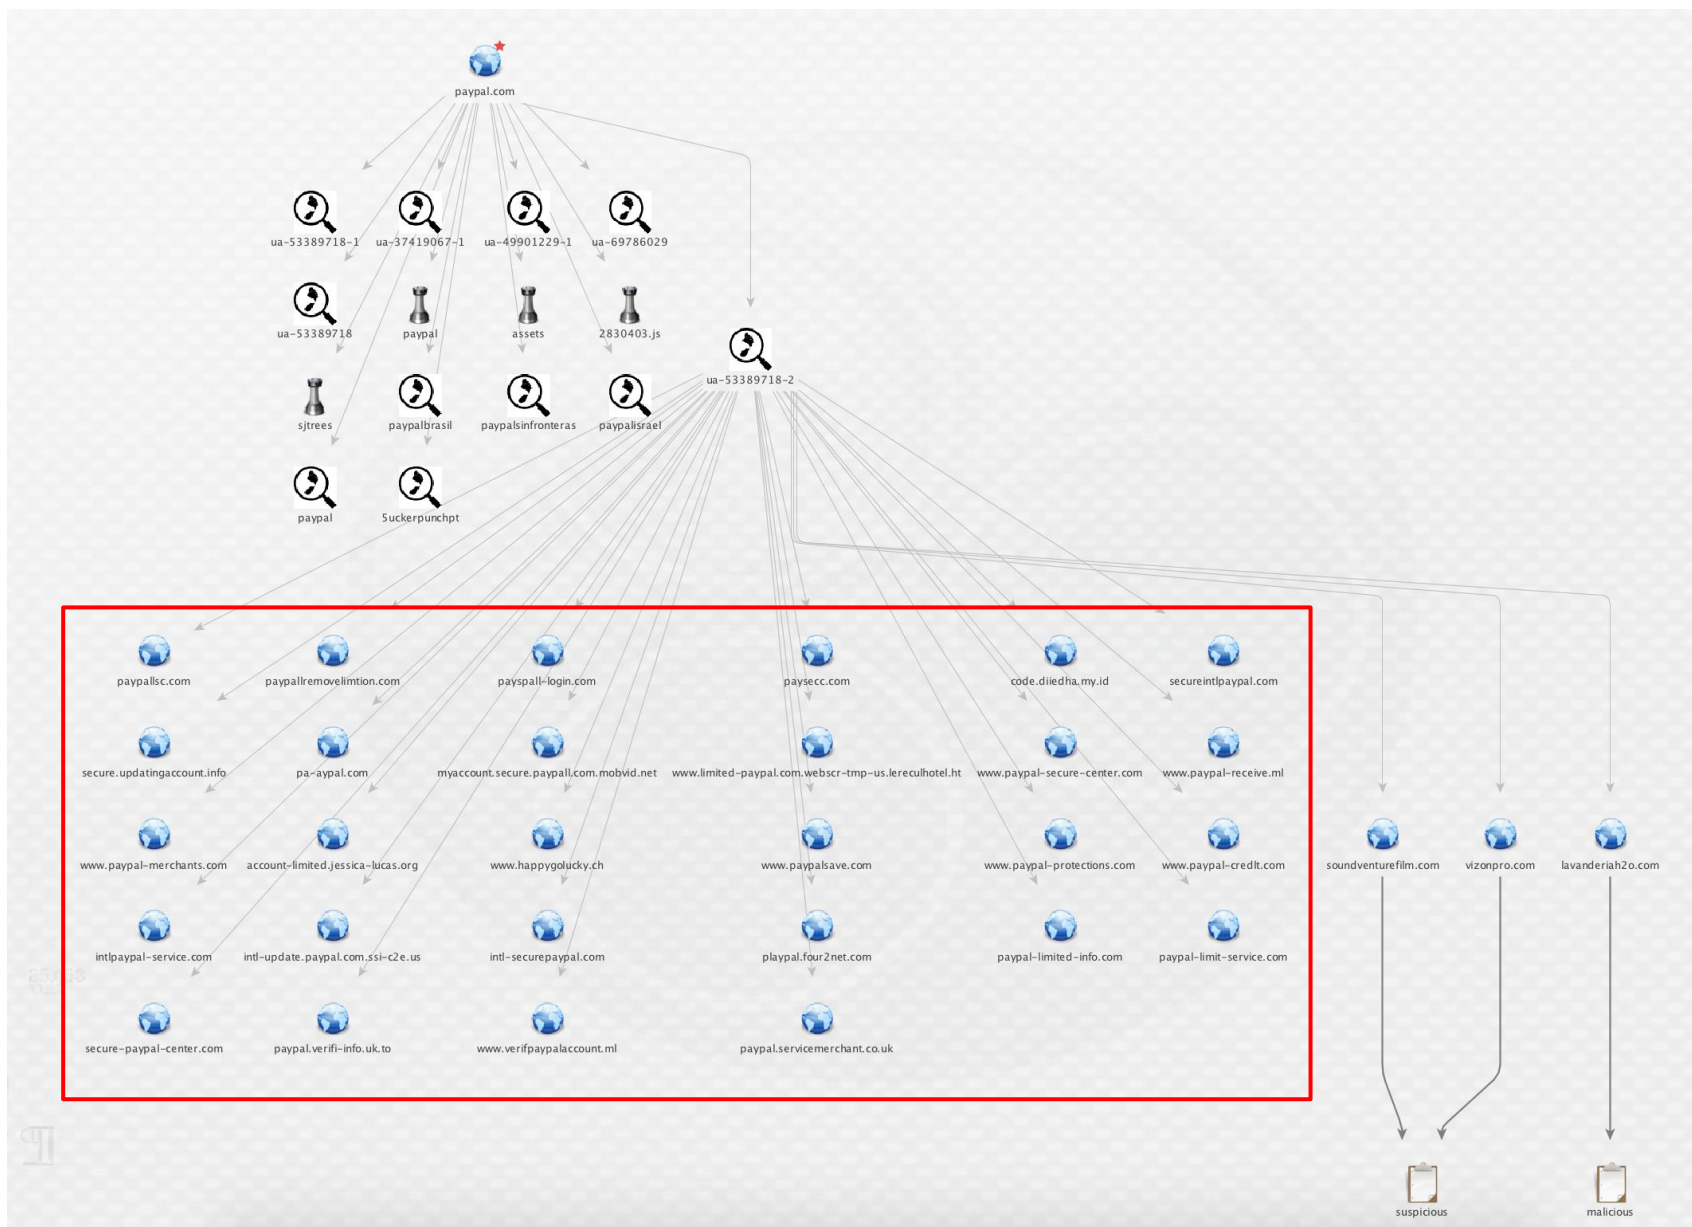 paypal.com
ua-53389718-1
ua-37419067-1
ua-49901229-1
ua-69786029
ua-53389718
paypal
assets
2830403.js
ua-53389718-2
sjtrees
paypalbrasil
paypalsinfronteras
paypalisrael
paypal
5uckerpunchpt
paypallsc.com
paypallremovelimtion.com
payspall-login.com
paysecc.com
code.diiedha.my.id
secureintlpaypal.com
secure.updatingaccount.info
pa-aypal.com
myaccount.secure.paypall.com.mobvid.net
www.limited-paypal.com.webscr-tmp-us.lereculhotel.ht
www.paypal-secure-center.com
www.paypal-receive.ml
www.paypal-merchants.com
account-limited.jessica-lucas.org
www.happygolucky.ch
www.paypalsave.com
www.paypal-protections.com
www.paypal-credlt.com
soundventurefilm.com
vizonpro.com
lavanderiah2o.com
intlpaypal-service.com
intl-update.paypal.com.ssi-c2e.us
intl-securepaypal.com
playpal.four2net.com
paypal-limited-info.com
paypal-limit-service.com
secure-paypal-center.com
paypal.verifi-info.uk.to
www.verifpaypalaccount.ml
paypal.servicemerchant.co.uk
suspicious
malicious